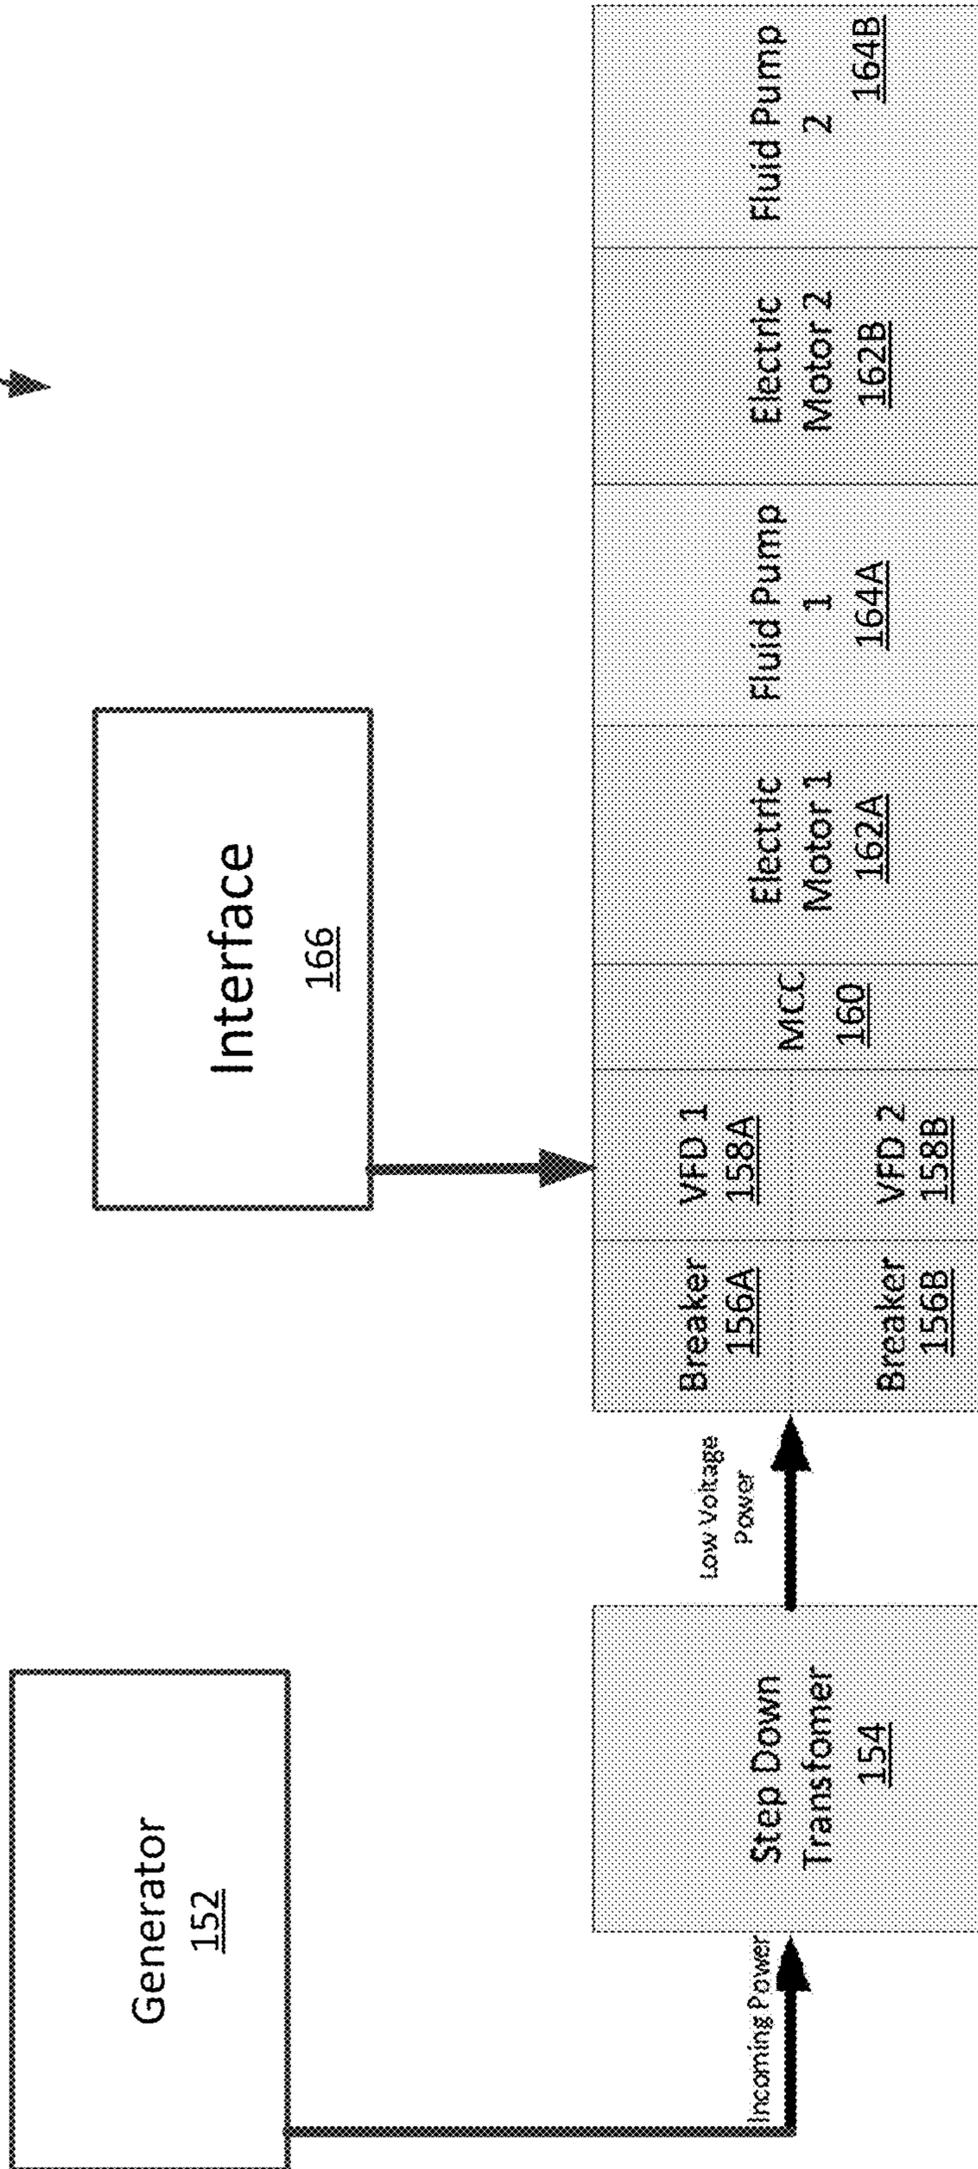 Generator
152
Incoming Power
Step Down
Transfomer
154
Low Voltage
Power
Interface
166
Breaker
156A
Breaker
156B
VFD 1
158A
VFD 2
158B
MCC
160
Electric
Motor 1
162A
Fluid Pump
1
164A
Electric
Motor 2
162B
Fluid Pump
2
164B